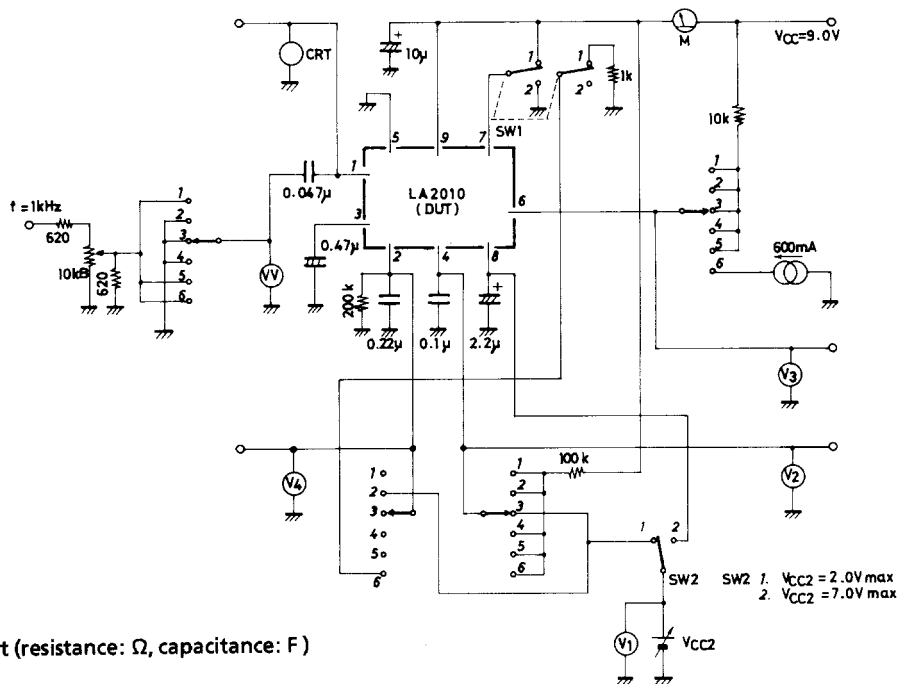 CRT
10μ
1
2
SW1
1
2
1k
M
VCC=9.0V
10k
5
9
7
1
3
6
2
4
8
LA2010
(DUT)
0.047μ
0.47μ
f = 1kHz
620
10kB
620
1
2
3
4
5
6
VV
200k
0.22μ
0.1μ
2.2μ
1
2
3
4
5
6
600mA
V3
V4
V2
100k
1
2
3
4
5
6
1
2
3
4
5
6
1
2
SW2
SW2 1. VCC2 = 2.0V max
2. VCC2 = 7.0V max
V1
VCC2
t (resistance: Ω, capacitance: F )